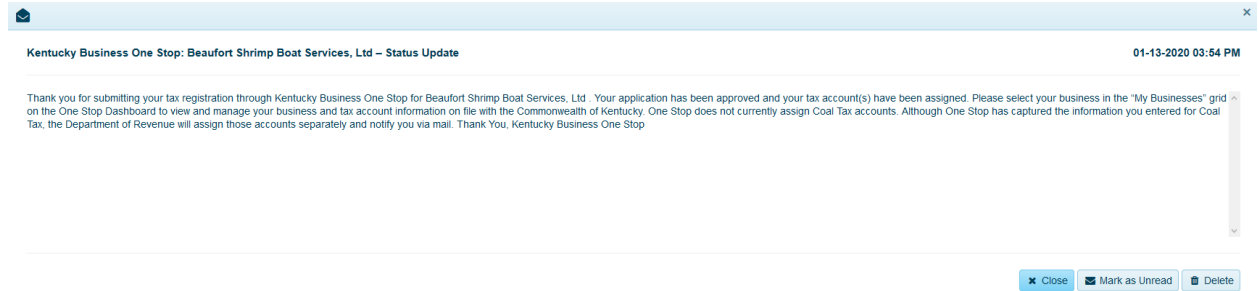 ×
Kentucky Business One Stop: Beaufort Shrimp Boat Services, Ltd – Status Update 01-13-2020 03:54 PM
Thank you for submitting your tax registration through Kentucky Business One Stop for Beaufort Shrimp Boat Services, Ltd . Your application has been approved and your tax account(s) have been assigned. Please select your business in the "My Businesses" grid
on the One Stop Dashboard to view and manage your business and tax account information on file with the Commonwealth of Kentucky. One Stop does not currently assign Coal Tax accounts. Although One Stop has captured the information you entered for Coal
Tax, the Department of Revenue will assign those accounts separately and notify you via mail. Thank You, Kentucky Business One Stop
Close Mark as Unread Delete